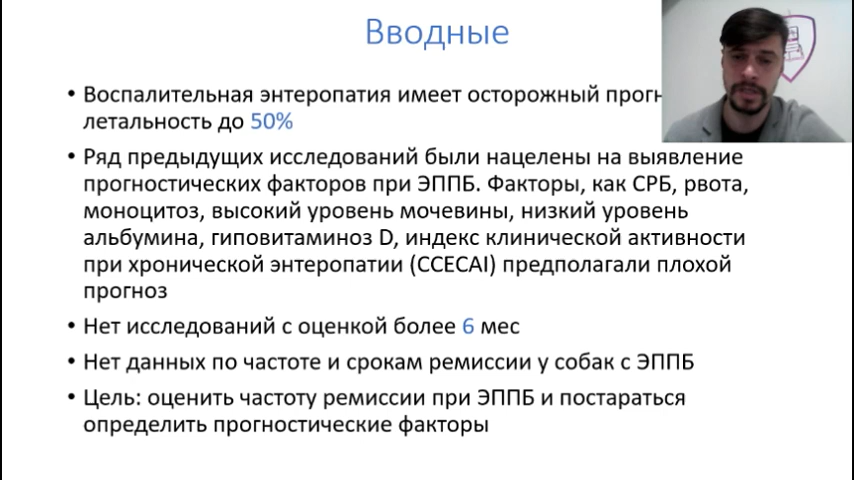 Вводные
• Воспалительная энтеропатия имеет осторожный
летальность до 50%
• Ряд предыдущих исследований были нацелены на выявление
прогностических факторов при ЭППБ. Факторы, как СРБ, рвота,
моноцитоз, высокий уровень мочевины, низкий уровень
альбумина, гиповитаминоз D, индекс клинической активности
при хронической энтеропатии (CCECAI) предполагали плохой
прогноз
• Нет исследований с оценкой более 6 мес
• Нет данных по частоте и срокам ремиссии у собак с ЭППБ
• Цель: оценить частоту ремиссии при ЭППБ и постараться
определить прогностические факторы